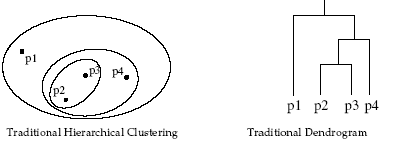 p1
p3 p4
p2
p1 p2 p3 p4
Traditional Hierarchical Clustering
Traditional Dendrogram